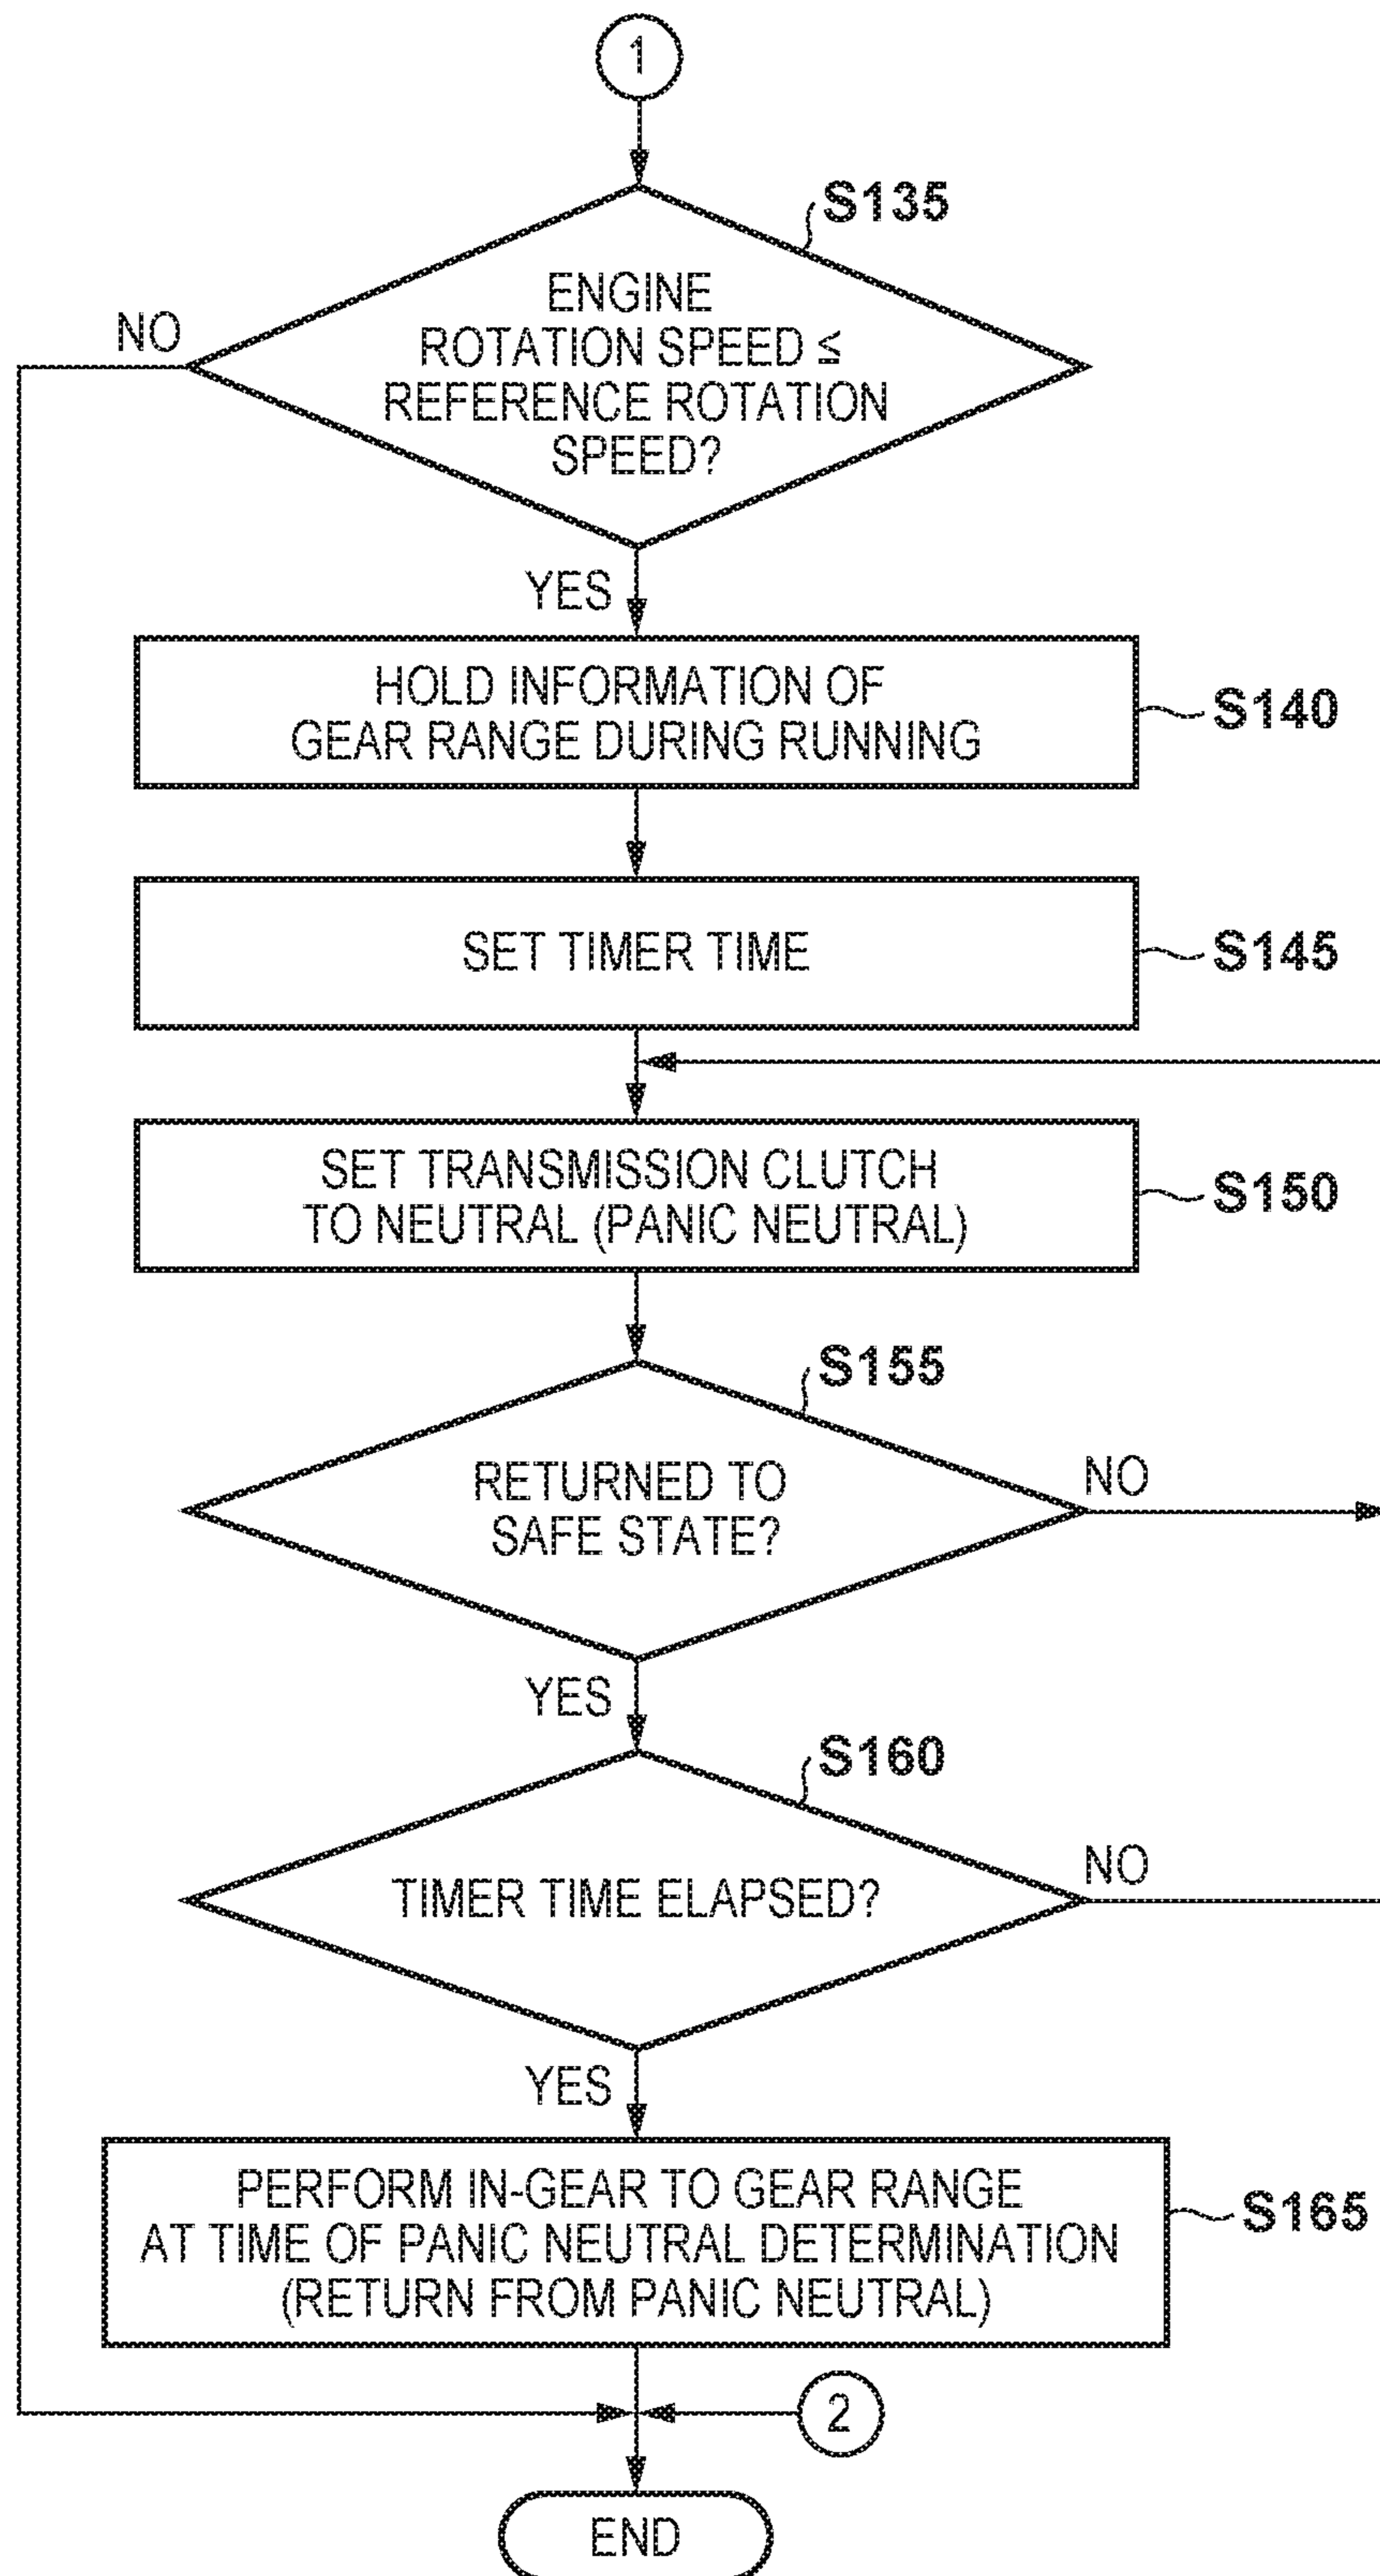 1
S135
ENGINE
ROTATION SPEED ≤
REFERENCE ROTATION
SPEED?
NO
YES
HOLD INFORMATION OF
GEAR RANGE DURING RUNNING
S140
SET TIMER TIME
S145
SET TRANSMISSION CLUTCH
TO NEUTRAL (PANIC NEUTRAL)
S150
S155
RETURNED TO
SAFE STATE?
NO
YES
S160
TIMER TIME ELAPSED?
NO
YES
PERFORM IN-GEAR TO GEAR RANGE
AT TIME OF PANIC NEUTRAL DETERMINATION
(RETURN FROM PANIC NEUTRAL)
S165
2
END